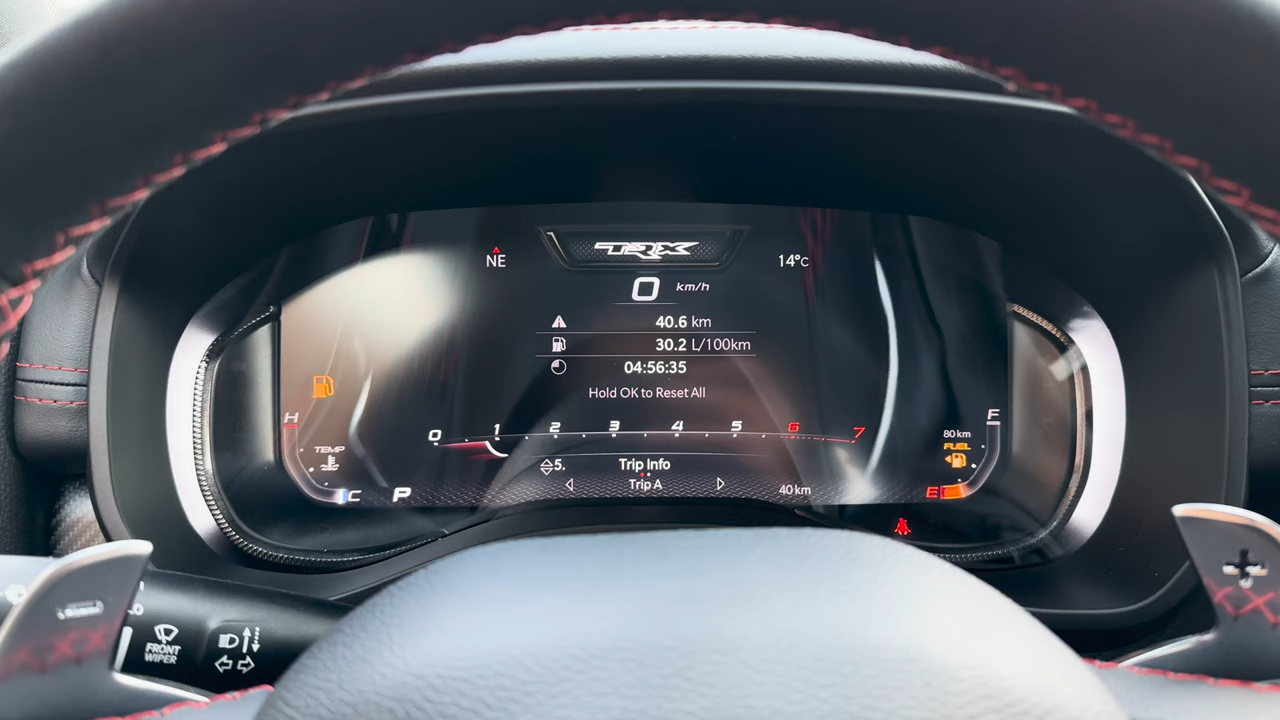 TRX
NE
14°C
0 km/h
40.6 km
30.2 L/100km
04:56:35
Hold OK to Reset All
H
F
0 1 2 3 4 5 6 7
80 km
FUEL
TEMP
5. Trip Info
Trip A
40 km
C
P
E
FRONT
WIPER